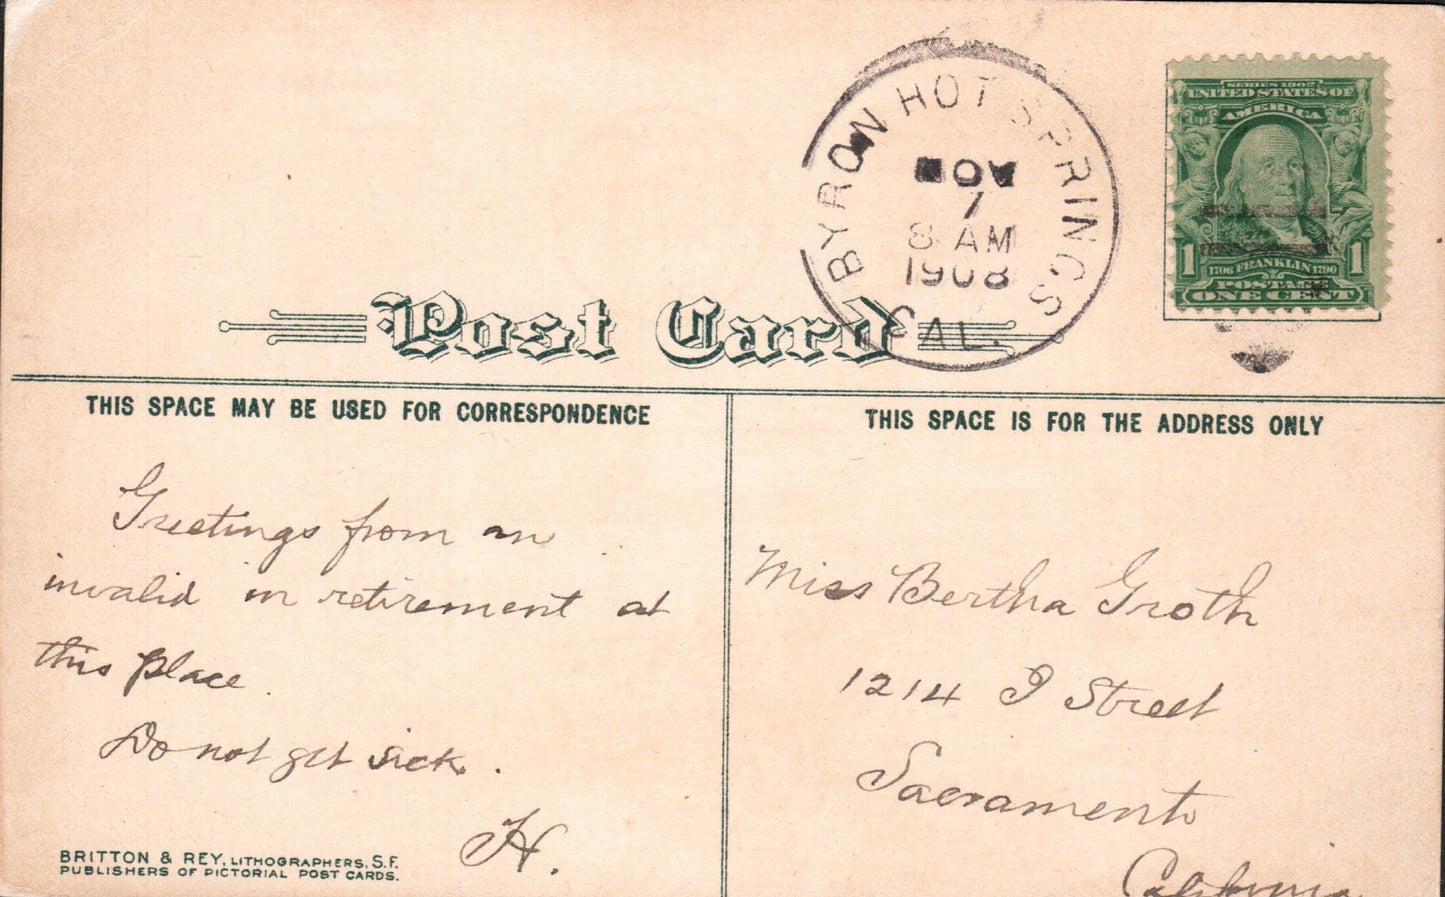 BYRON HOT SPRINGS
NOV
7
8 AM
1908
CAL.
SERIES 1902
UNITED STATES OF
AMERICA
1 1706 FRANKLIN 1790 1
POSTAGE
ONE CENT
Post Card
THIS SPACE MAY BE USED FOR CORRESPONDENCE
Greetings from an
invalid in retirement at
this place.
Do not get sick.
H.
BRITTON & REY, LITHOGRAPHERS, S.F.
PUBLISHERS OF PICTORIAL POST CARDS.
THIS SPACE IS FOR THE ADDRESS ONLY
Miss Bertha Groth
1214 I Street
Sacramento
California